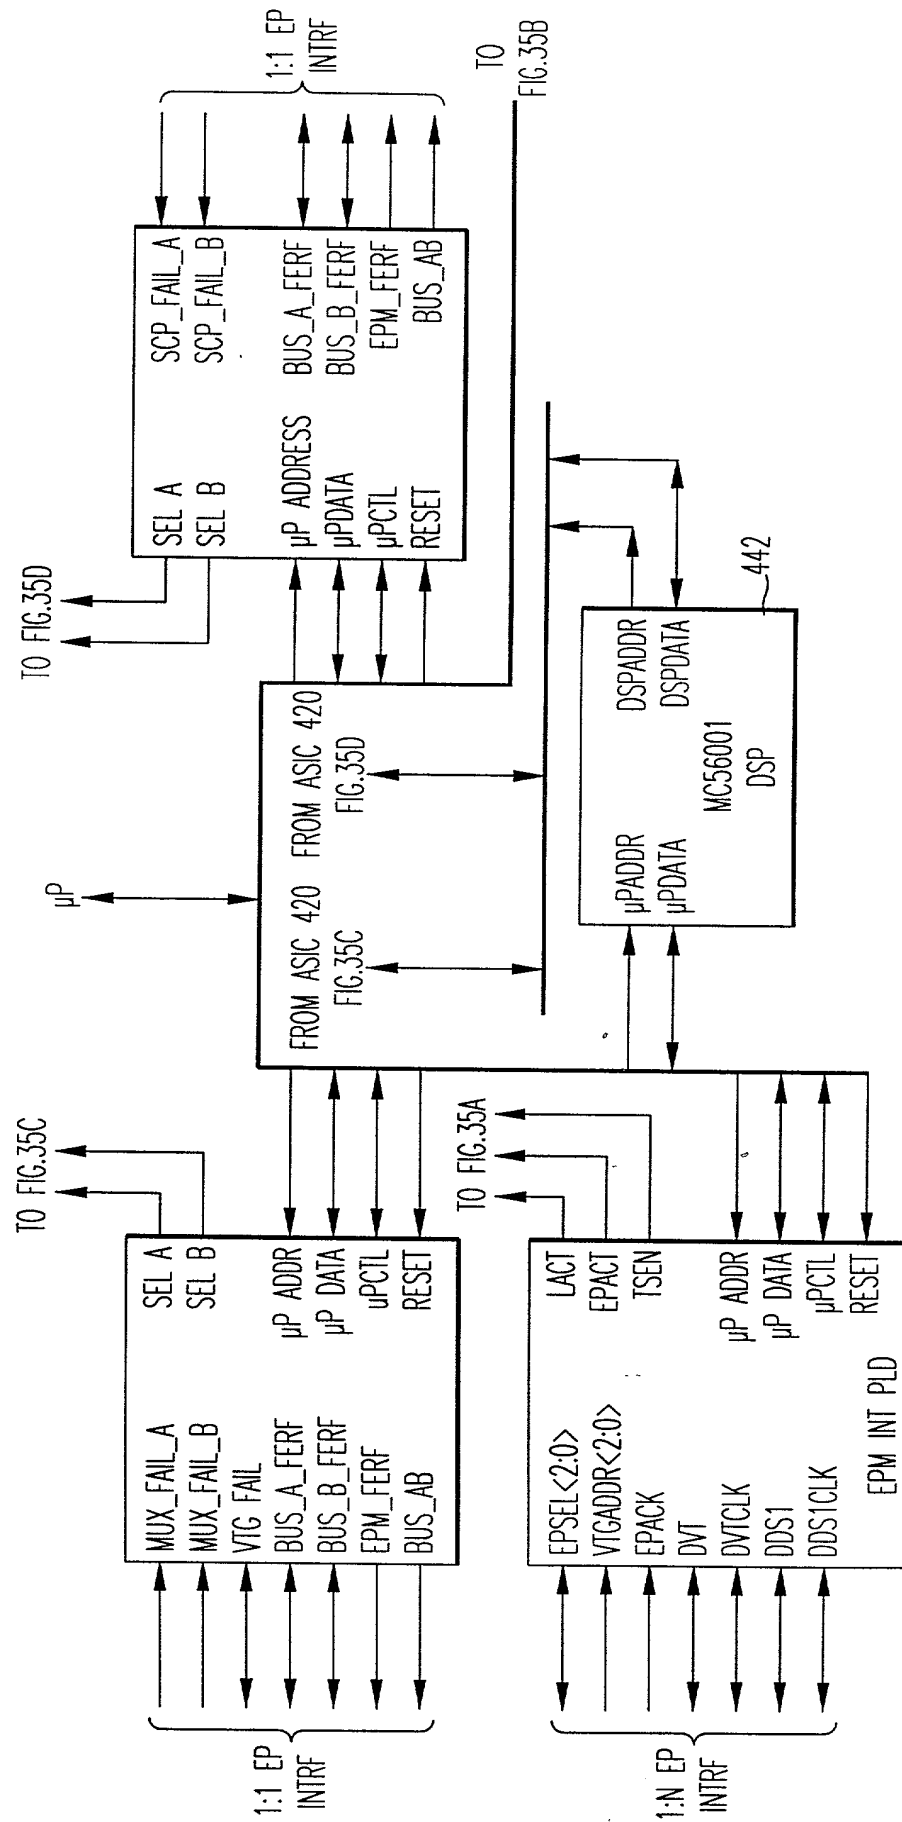 1:1 EP
INTRF
MUX_FAIL_A
MUX_FAIL_B
VTG FAIL
BUS_A_FERF
BUS_B_FERF
EPM_FERF
BUS_AB
SEL A
SEL B
µP ADDR
µP DATA
uPCTL
RESET
TO FIG.35C
1:N EP
INTRF
EPSEL<2:0>
VTGADDR<2:0>
EPACK
DVT
DVTCLK
DDS1
DDS1CLK
EPM INT PLD
LACT
EPACT
TSEN
µP ADDR
µP DATA
µPCTL
RESET
TO FIG.35A
µP
FROM ASIC 420
FIG.35C
FROM ASIC 420
FIG.35D
µPADDR
µPDATA
MC56001
DSP
DSPADDR
DSPDATA
442
TO FIG.35D
SEL A
SEL B
µP ADDRESS
µPDATA
µPCTL
RESET
SCP_FAIL_A
SCP_FAIL_B
BUS_A_FERF
BUS_B_FERF
EPM_FERF
BUS_AB
1:1 EP
INTRF
TO
FIG.35B